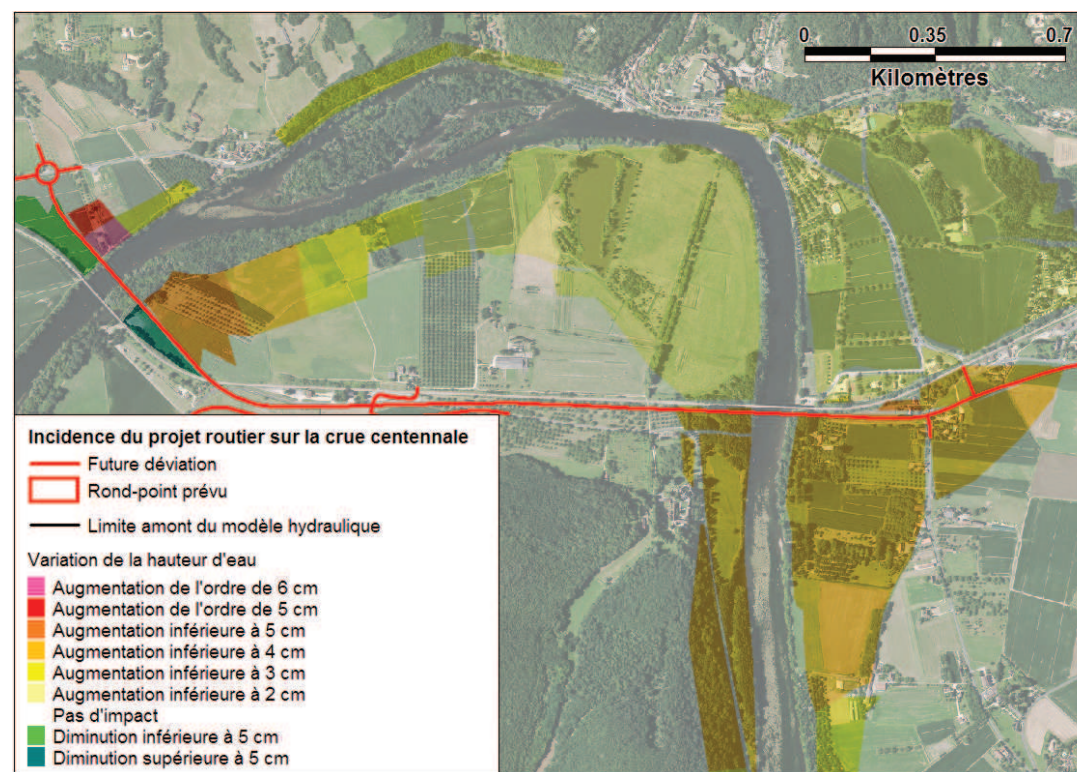 0 0.35 0.7
Kilomètres
Incidence du projet routier sur la crue centennale
Future déviation
Rond-point prévu
Limite amont du modèle hydraulique
Variation de la hauteur d'eau
Augmentation de l'ordre de 6 cm
Augmentation de l'ordre de 5 cm
Augmentation inférieure à 5 cm
Augmentation inférieure à 4 cm
Augmentation inférieure à 3 cm
Augmentation inférieure à 2 cm
Pas d'impact
Diminution inférieure à 5 cm
Diminution supérieure à 5 cm